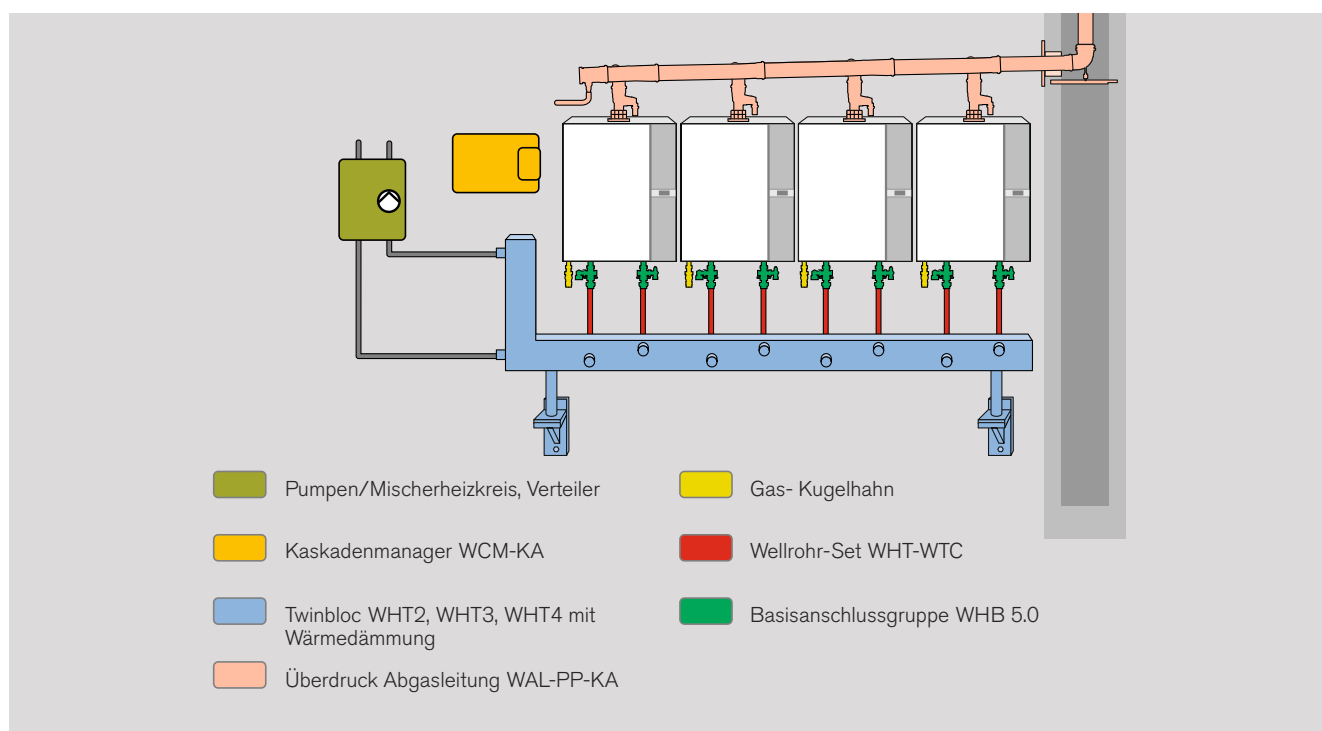 Pumpen/Mischerheizkreis, Verteiler
Kaskadenmanager WCM-KA
Twinbloc WHT2, WHT3, WHT4 mit
Wärmedämmung
Überdruck Abgasleitung WAL-PP-KA
Gas- Kugelhahn
Wellrohr-Set WHT-WTC
Basisanschlussgruppe WHB 5.0